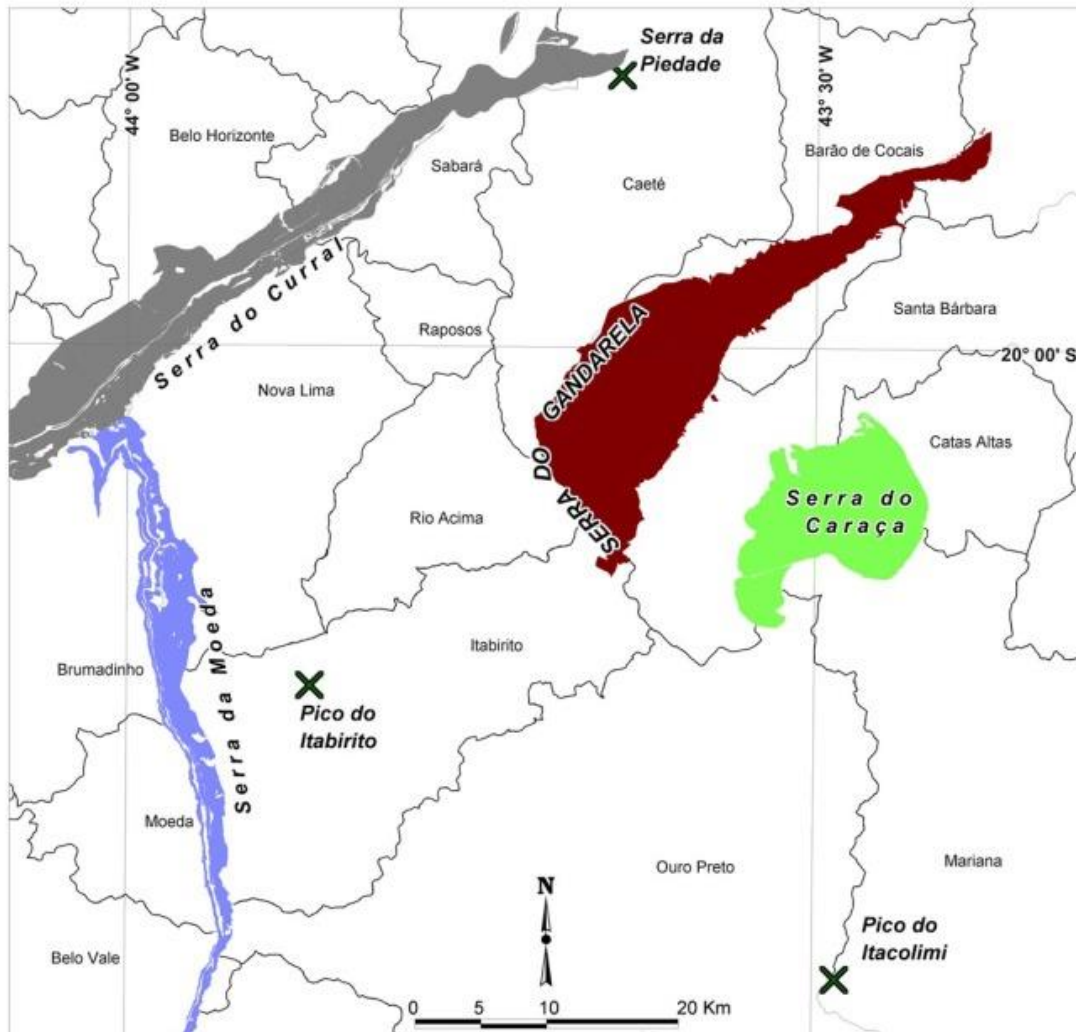 Serra da
Piedade
44° 00' W
43° 30' W
Belo Horizonte
Sabará
Barão de Cocais
Caeté
Serra do Curral
Raposos
Santa Bárbara
20° 00' S
Nova Lima
SERRA DO GANDARELA
Catas Altas
Serra do
Caraça
Rio Acima
Serra da Moeda
Itabirito
Brumadinho
Pico do
Itabirito
Moeda
Ouro Preto
Mariana
N
Pico do
Itacolimi
Belo Vale
0 5 10 20 Km